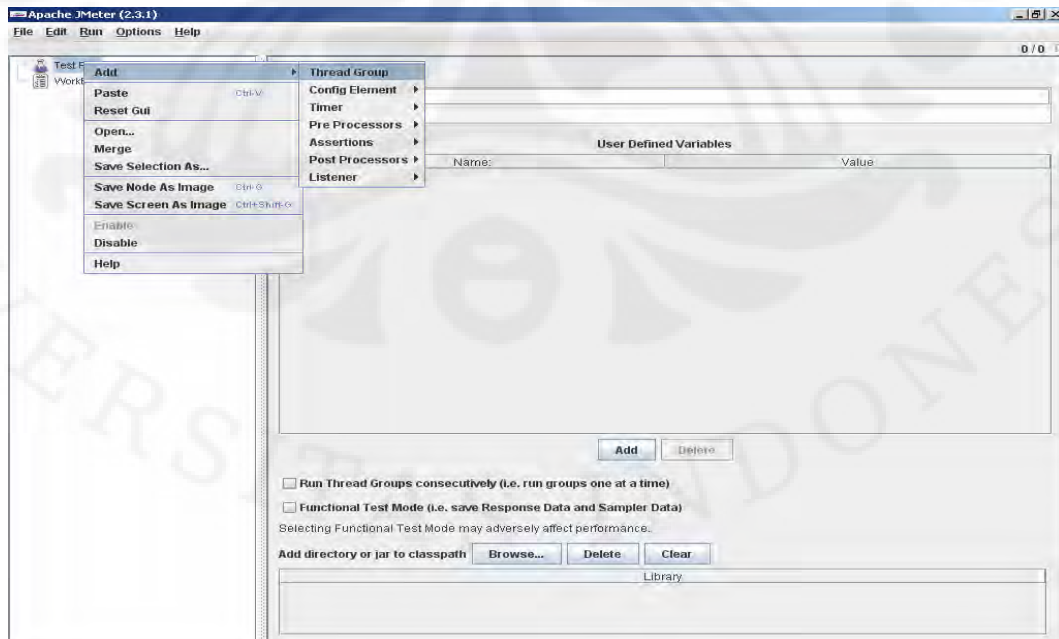 Apache JMeter (2.3.1)
File Edit Run Options Help
0 / 0
Test
Add
Paste Ctrl-V
Reset Gui
Open...
Merge
Save Selection As...
Save Node As Image Ctrl-G
Save Screen As Image Ctrl+Shift-G
Enable
Disable
Help
Thread Group
Config Element
Timer
Pre Processors
Assertions
Post Processors
Listener
User Defined Variables
Name: Value
Add Delete
Run Thread Groups consecutively (i.e. run groups one at a time)
Functional Test Mode (i.e. save Response Data and Sampler Data)
Selecting Functional Test Mode may adversely affect performance.
Add directory or jar to classpath Browse... Delete Clear
Library